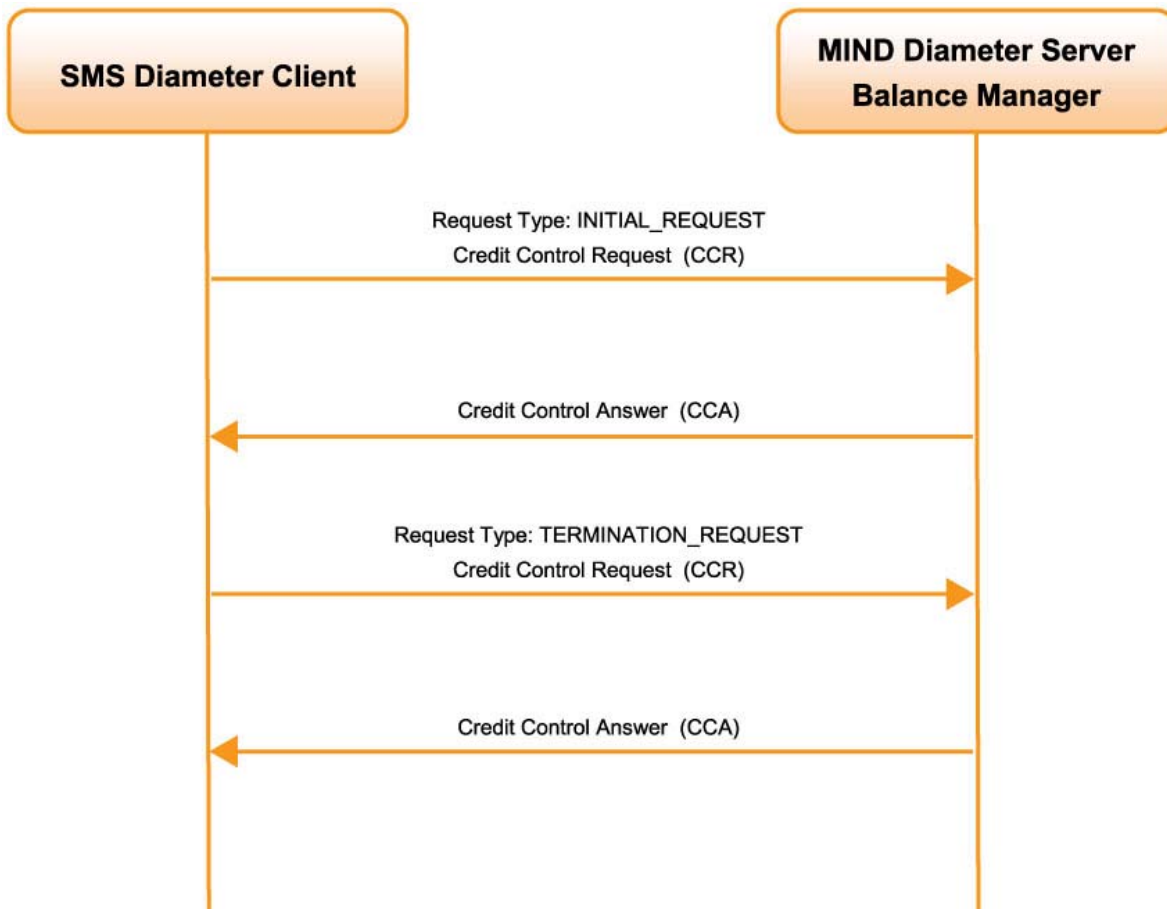 SMS Diameter Client
MIND Diameter Server
Balance Manager
Request Type: INITIAL_REQUEST
Credit Control Request (CCR)
Credit Control Answer (CCA)
Request Type: TERMINATION_REQUEST
Credit Control Request (CCR)
Credit Control Answer (CCA)